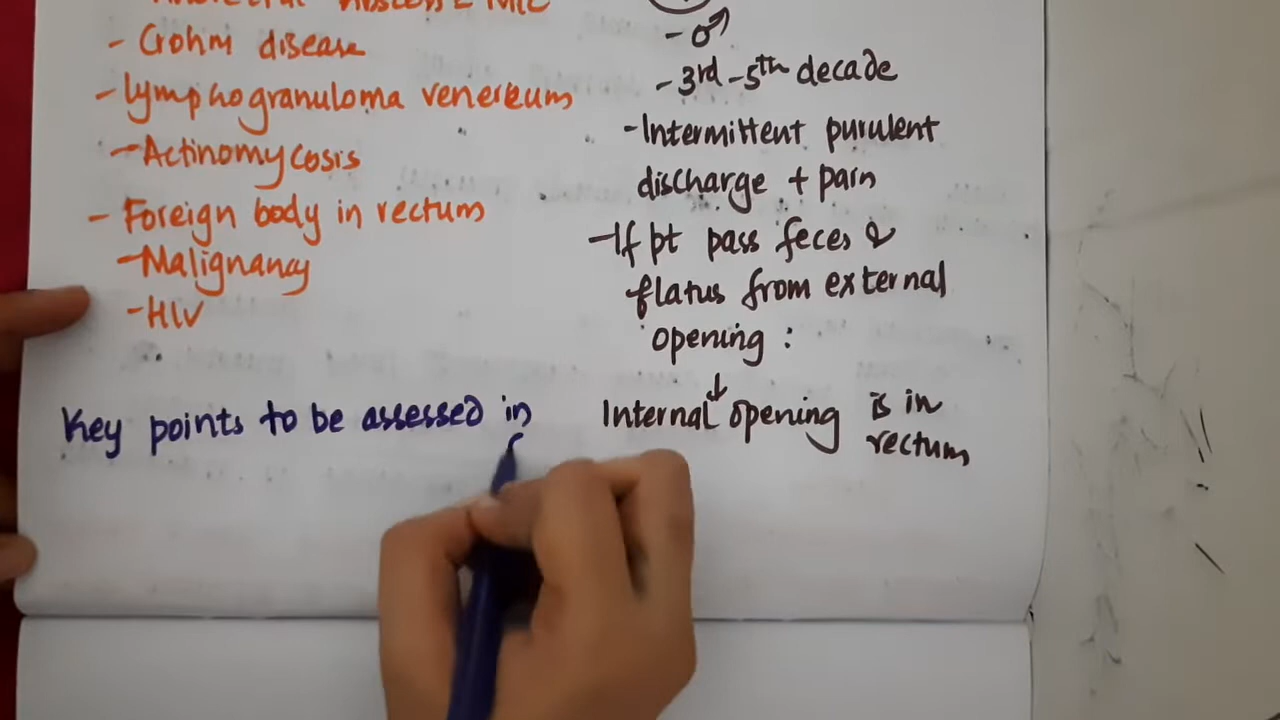 - Crohns disease
- Lymphogranuloma venereum
- Actinomycosis
- Foreign body in rectum
- Malignancy
- HIV
Key points to be assessed in
- ♂
- 3rd - 5th decade
- Intermittent purulent
discharge + pain
- If pt pass feces &
flatus from external
opening :
↓
Internal opening is in
rectum